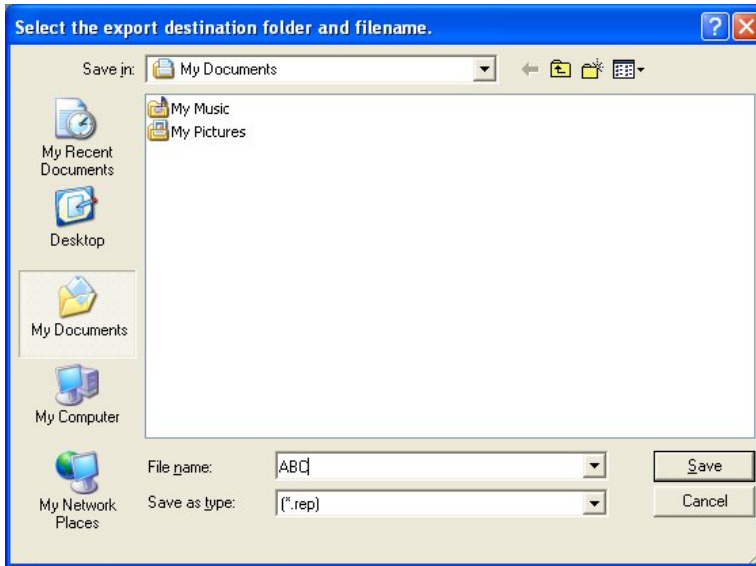 Select the export destination folder and filename.
Save in: My Documents
My Music
My Pictures
My Recent
Documents
Desktop
My Documents
My Computer
My Network
Places
File name: ABC Save
Save as type: (*.rep) Cancel